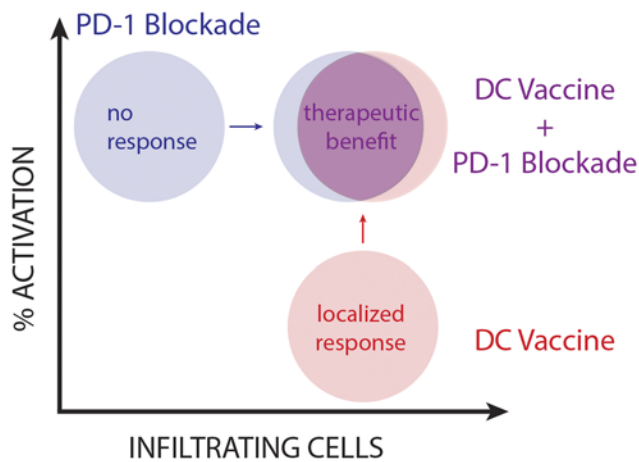 PD-1 Blockade
no
response
therapeutic
benefit
DC Vaccine
+
PD-1 Blockade
% ACTIVATION
localized
response
DC Vaccine
INFILTRATING CELLS